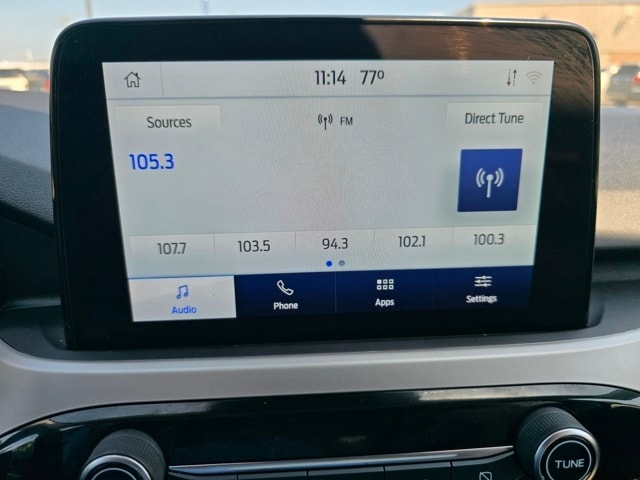 11:14 77º
Sources FM Direct Tune
105.3
107.7 103.5 94.3 102.1 100.3
Audio Phone Apps Settings
TUNE